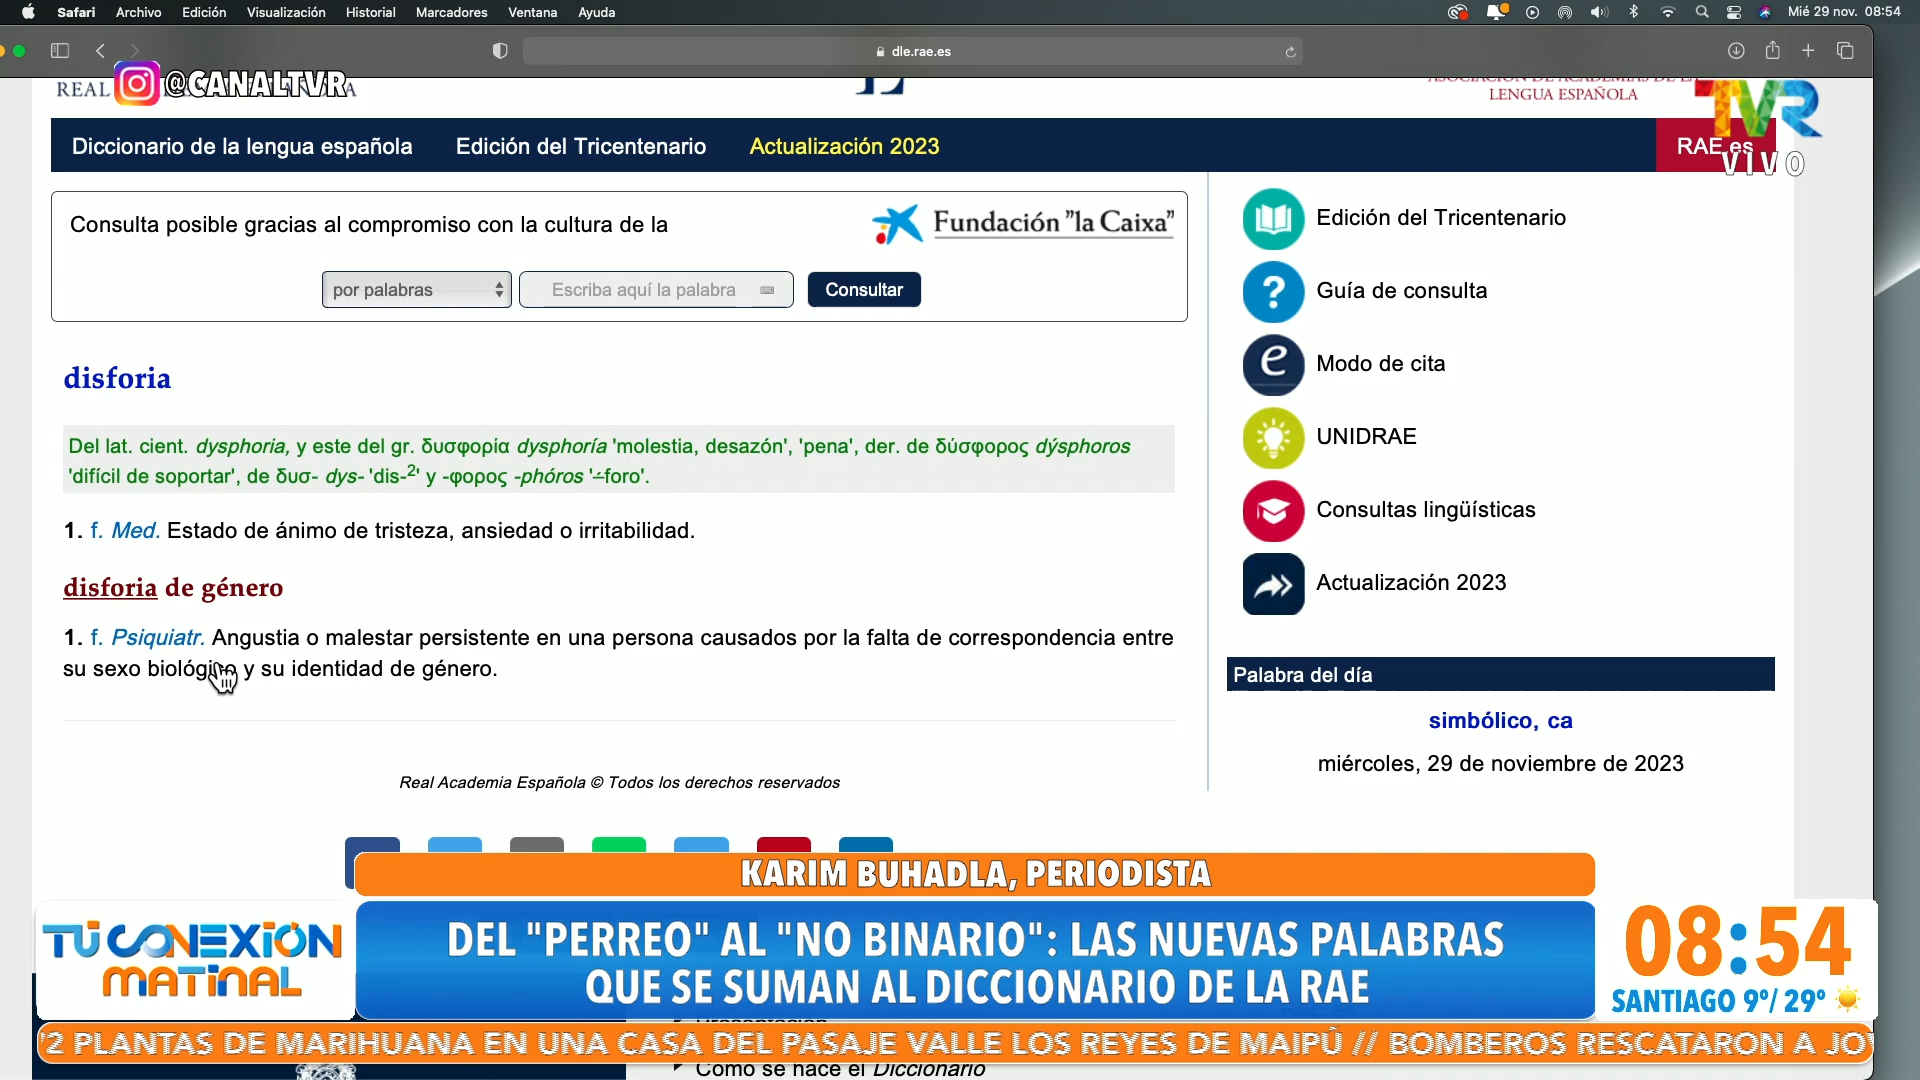 Safari Archivo Edición Visualización Historial Marcadores Ventana Ayuda
Mié 29 nov. 08:54
dle.rae.es
REAL
@CANALTVR
LENGUA ESPAÑOLA
TVR
VIVO
Diccionario de la lengua española Edición del Tricentenario Actualización 2023
RAE.es
Consulta posible gracias al compromiso con la cultura de la
Fundación "la Caixa"
por palabras Escriba aquí la palabra Consultar
disforia
Del lat. cient. dysphoria, y este del gr. δυσφορία dysphoría 'molestia, desazón', 'pena', der. de δύσφορος dýsphoros
'difícil de soportar', de δυσ- dys- 'dis-2' y -φορος -phóros '-́foro'.
1. f. Med. Estado de ánimo de tristeza, ansiedad o irritabilidad.
disforia de género
1. f. Psiquiatr. Angustia o malestar persistente en una persona causados por la falta de correspondencia entre
su sexo biológico y su identidad de género.
Real Academia Española © Todos los derechos reservados
Edición del Tricentenario
Guía de consulta
Modo de cita
UNIDRAE
Consultas lingüísticas
Actualización 2023
Palabra del día
simbólico, ca
miércoles, 29 de noviembre de 2023
KARIM BUHADLA, PERIODISTA
TÚ CONEXIÓN
MATINAL
DEL "PERREO" AL "NO BINARIO": LAS NUEVAS PALABRAS
QUE SE SUMAN AL DICCIONARIO DE LA RAE
08:54
SANTIAGO 9º/ 29º
2 PLANTAS DE MARIHUANA EN UNA CASA DEL PASAJE VALLE LOS REYES DE MAIPÚ // BOMBEROS RESCATARON A JO
Cómo se hace el Diccionario